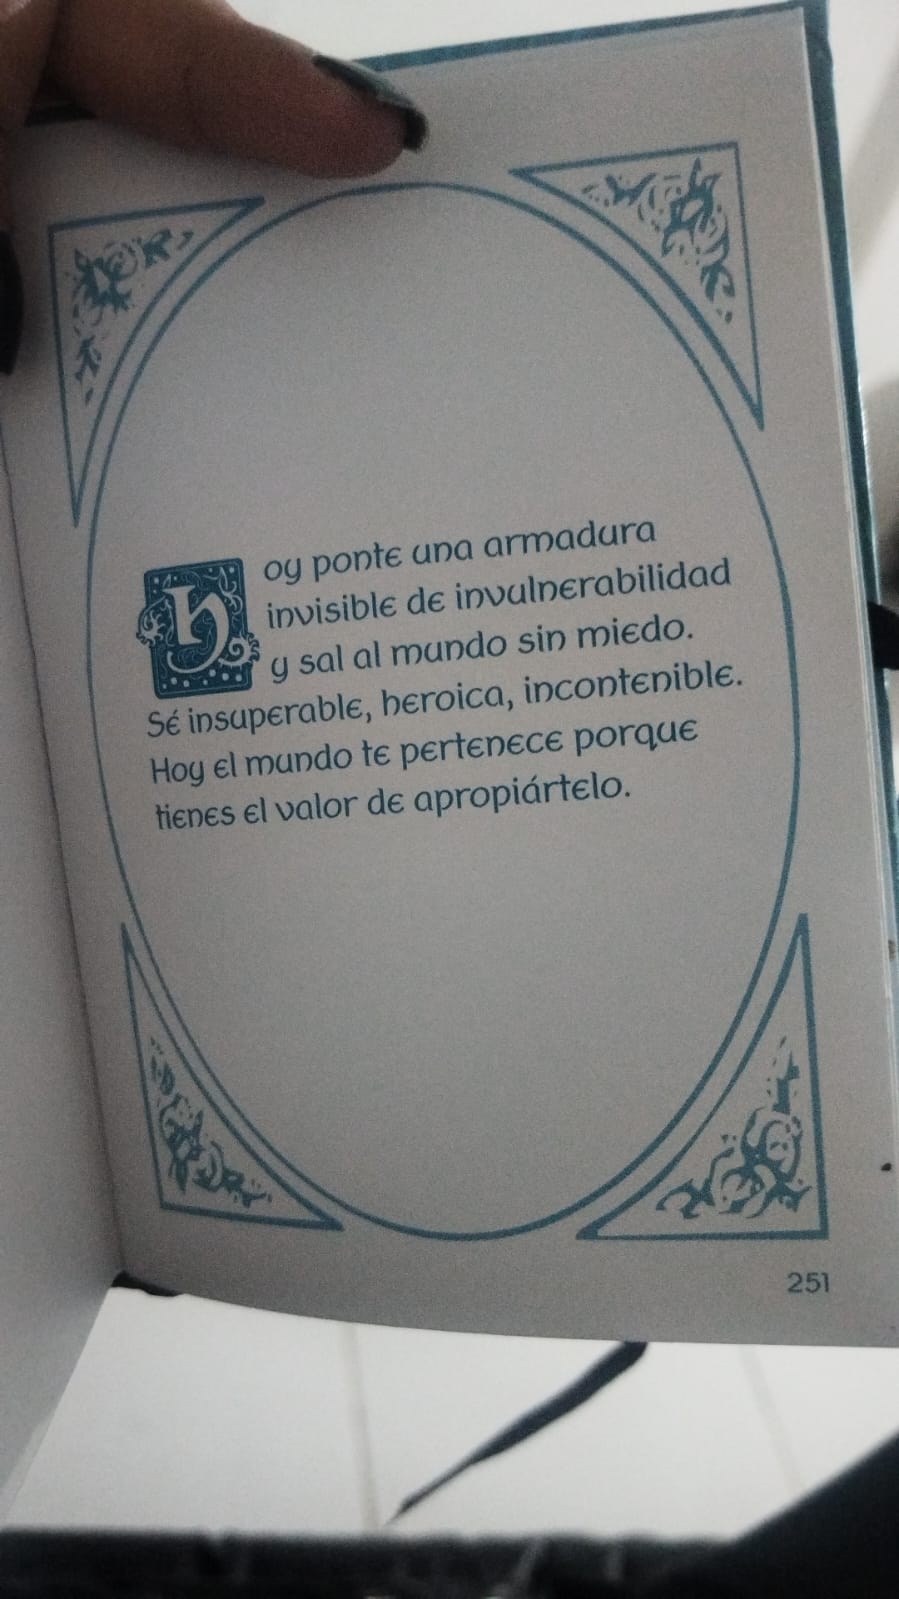 hoy ponte una armadura
invisible de invulnerabilidad
y sal al mundo sin miedo.
Sé insuperable, heroica, incontenible.
Hoy el mundo te pertenece porque
tienes el valor de apropiártelo.
251